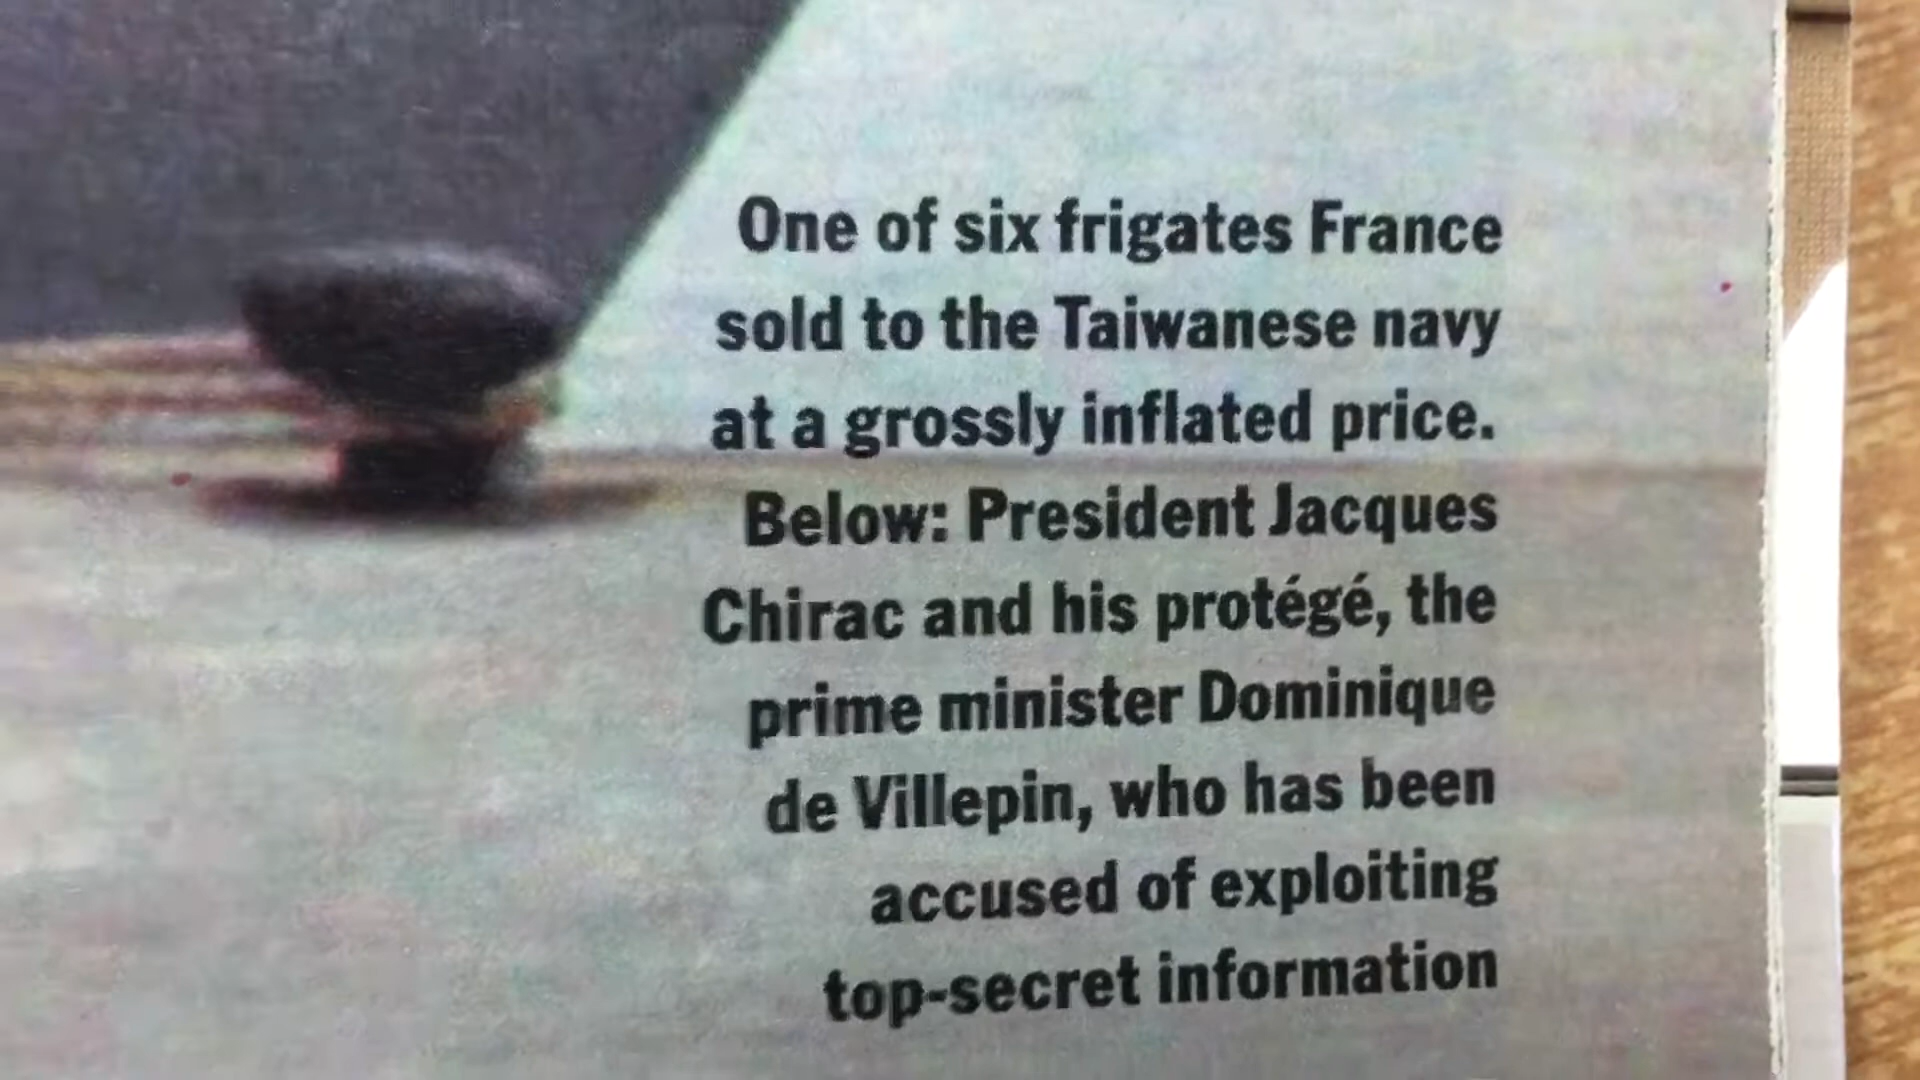 One of six frigates France
sold to the Taiwanese navy
at a grossly inflated price.
Below: President Jacques
Chirac and his protégé, the
prime minister Dominique
de Villepin, who has been
accused of exploiting
top-secret information